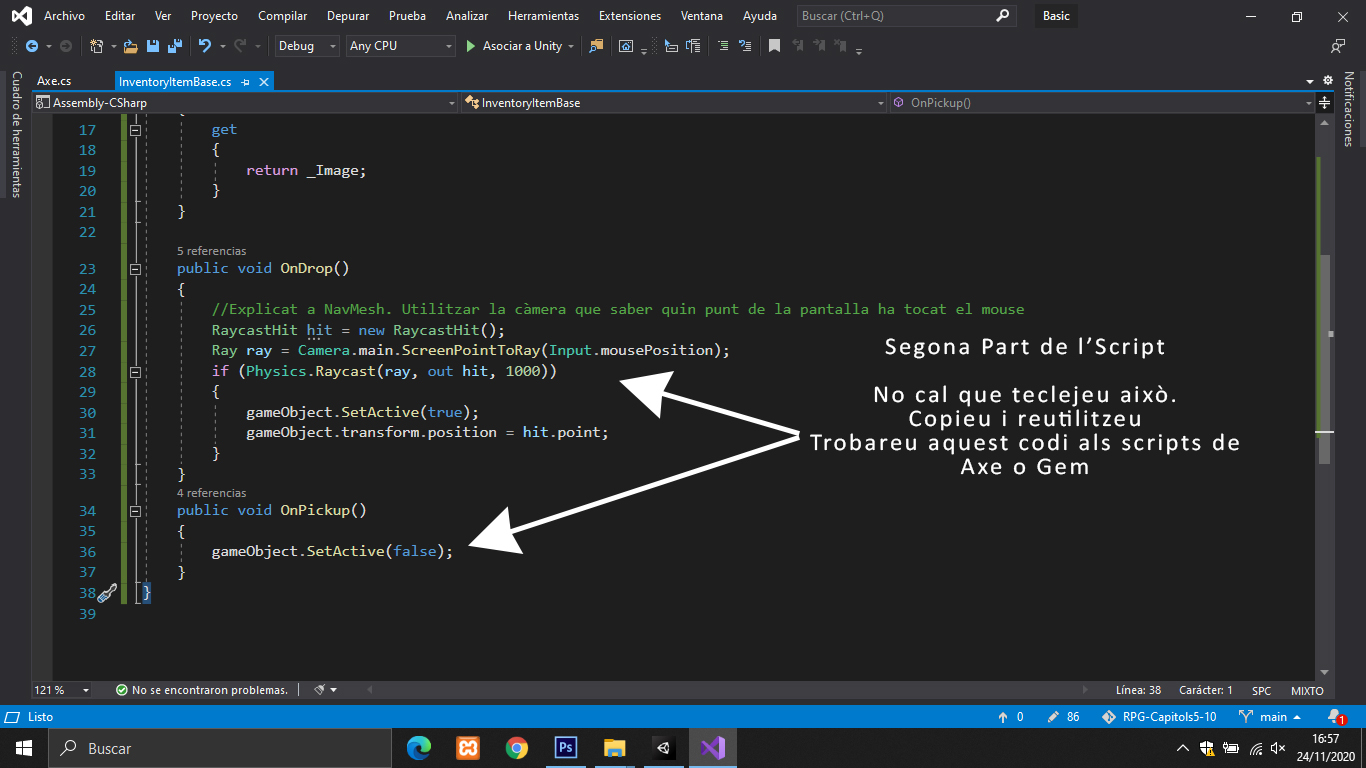 Archivo Editar Ver Proyecto Compilar Depurar Prueba Analizar Herramientas Extensiones Ventana Ayuda Buscar (Ctrl+Q) Basic
Debug Any CPU Asociar a Unity
Cuadro de herramientas
Axe.cs InventoryItemBase.cs
Notificaciones
Assembly-CSharp InventoryItemBase OnPickup()
17 get
18 {
19 return _Image;
20 }
21 }
22
5 referencias
23 public void OnDrop()
24 {
25 //Explicat a NavMesh. Utilitzar la càmera que saber quin punt de la pantalla ha tocat el mouse
26 RaycastHit hit = new RaycastHit();
27 Ray ray = Camera.main.ScreenPointToRay(Input.mousePosition);
28 if (Physics.Raycast(ray, out hit, 1000))
29 {
30 gameObject.SetActive(true);
31 gameObject.transform.position = hit.point;
32 }
33 }
4 referencias
34 public void OnPickup()
35 {
36 gameObject.SetActive(false);
37 }
38 }
39
Segona Part de l’Script
No cal que teclejeu això.
Copieu i reutilitzeu
Trobareu aquest codi als scripts de
Axe o Gem
121 % No se encontraron problemas. Línea: 38 Carácter: 1 SPC MIXTO
Listo 0 86 RPG-Capitols5-10 main 1
Buscar Ps 16:57
24/11/2020